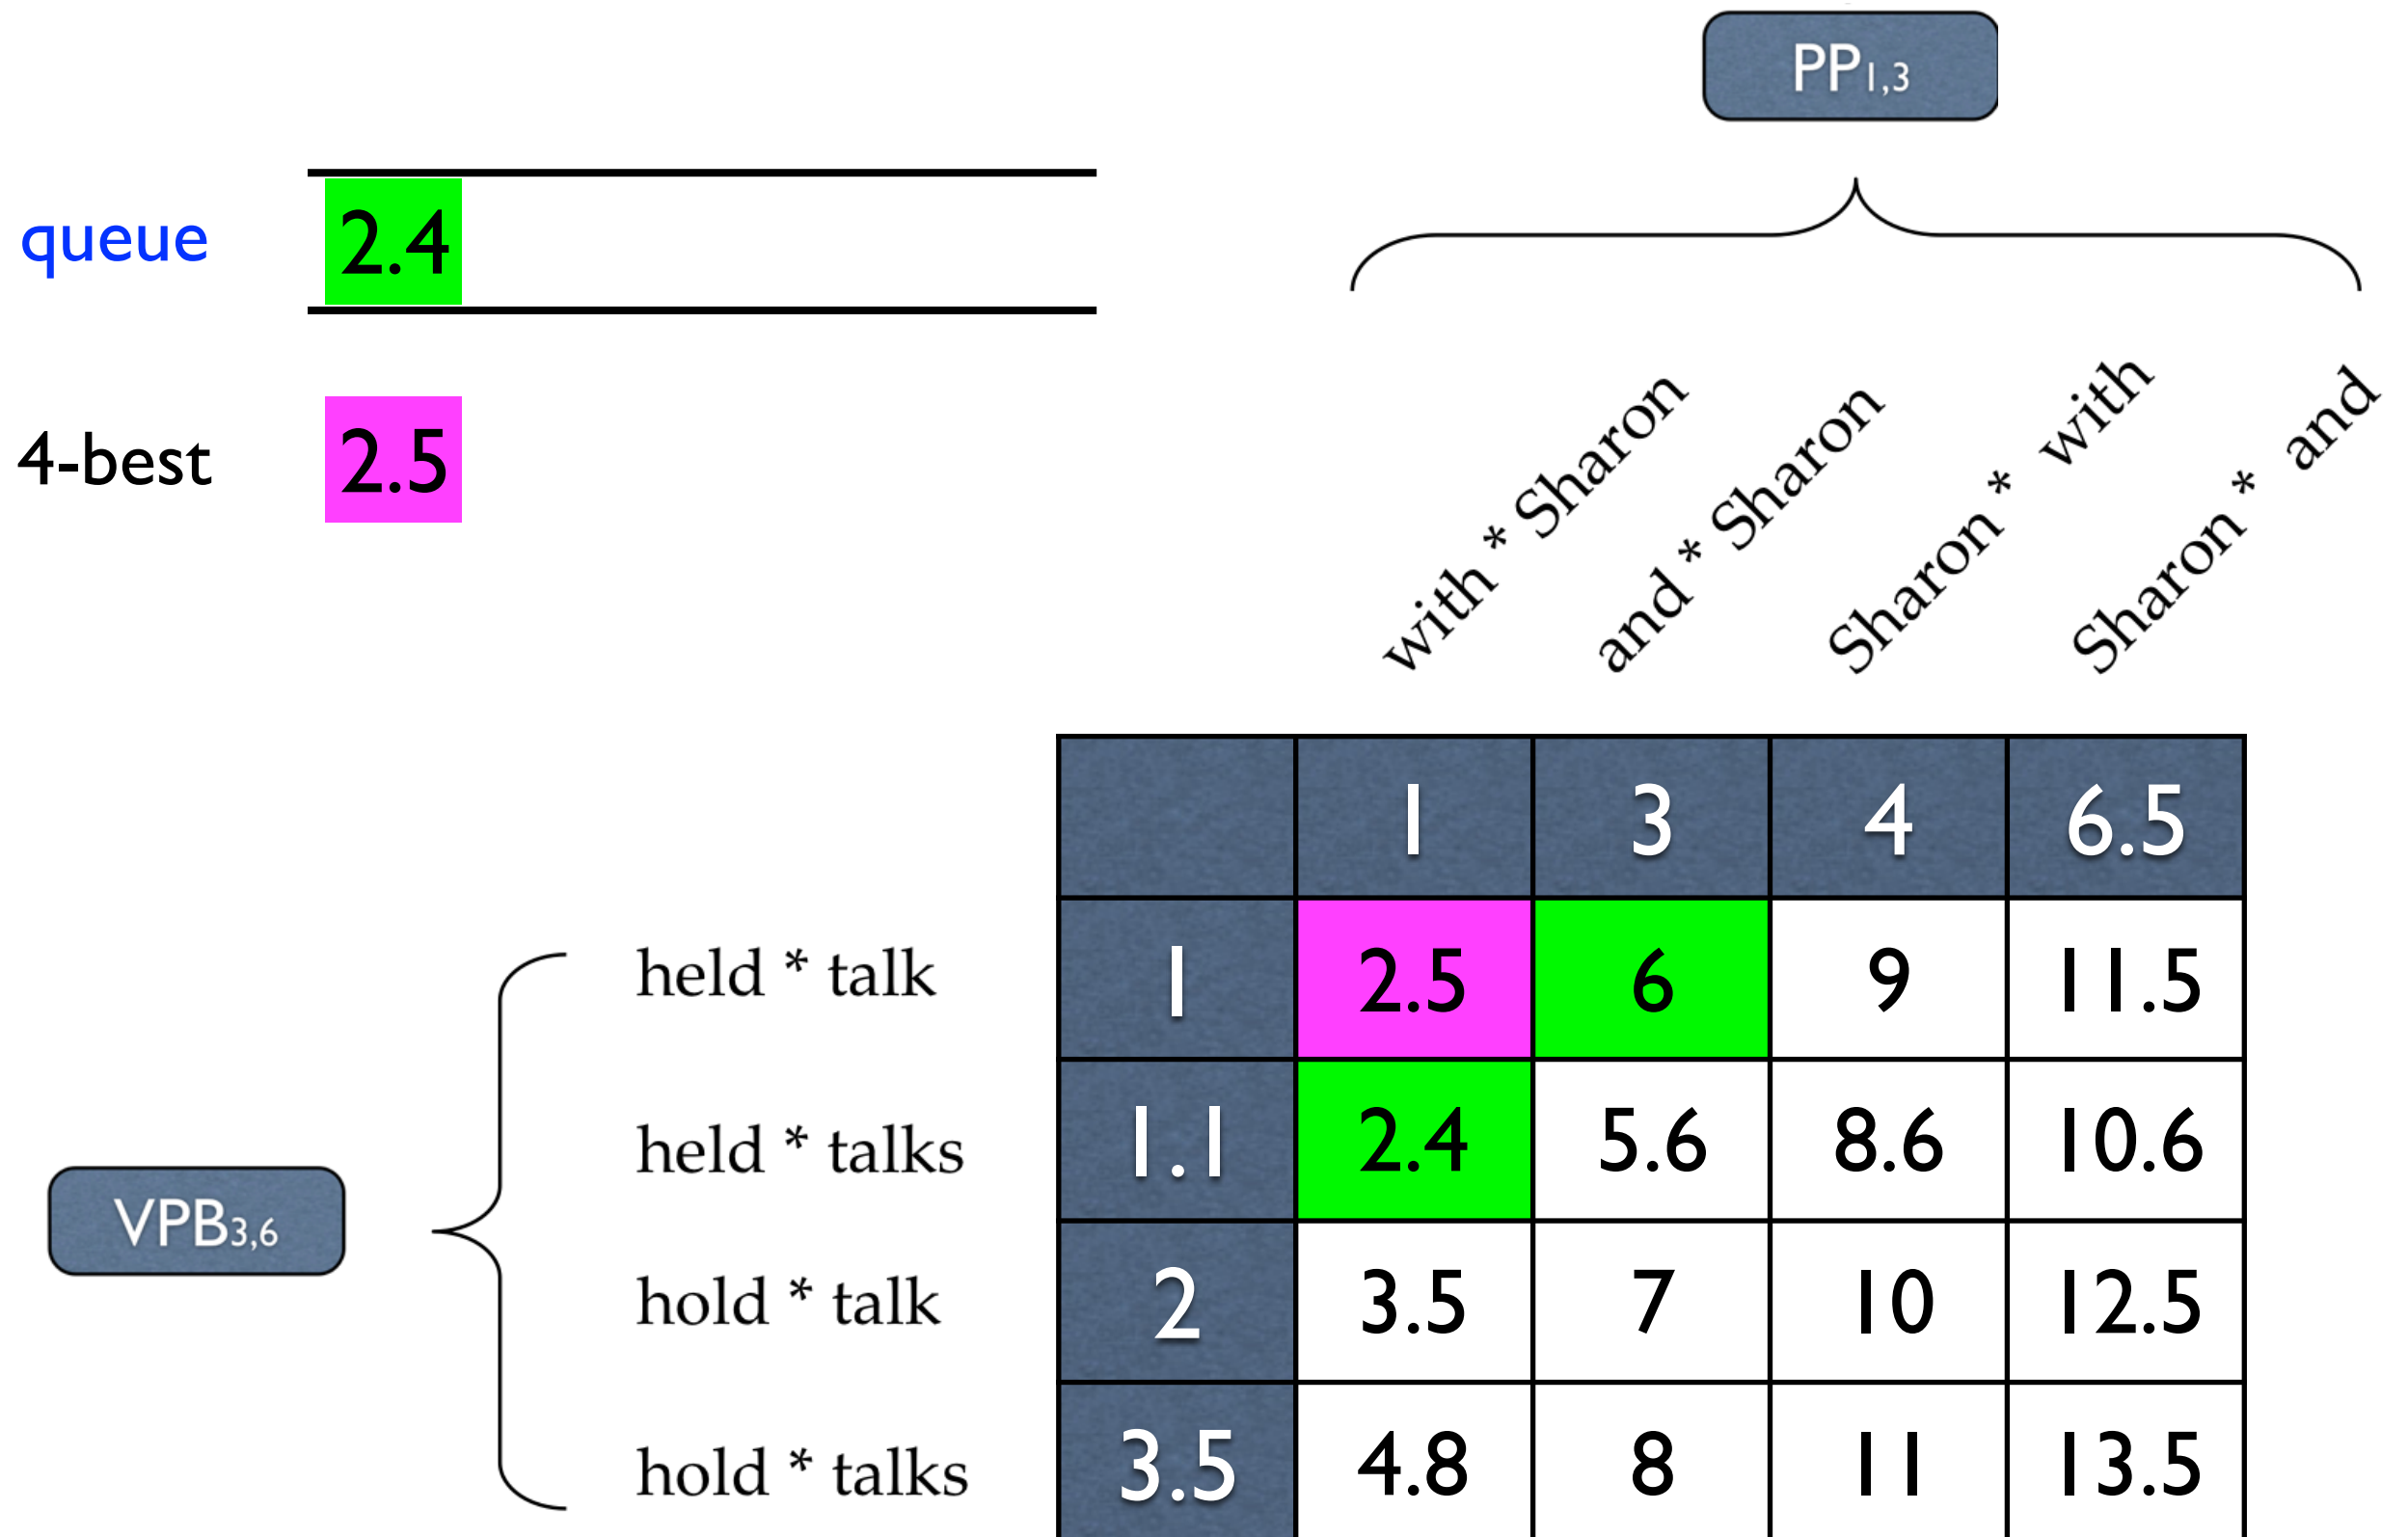 PP1,3
queue 2.4
4-best 2.5
with * Sharon
and * Sharon
Sharon * with
Sharon * and
1 3 4 6.5
held * talk 1 2.5 6 9 11.5
held * talks 1.1 2.4 5.6 8.6 10.6
VPB3,6
hold * talk 2 3.5 7 10 12.5
hold * talks 3.5 4.8 8 11 13.5